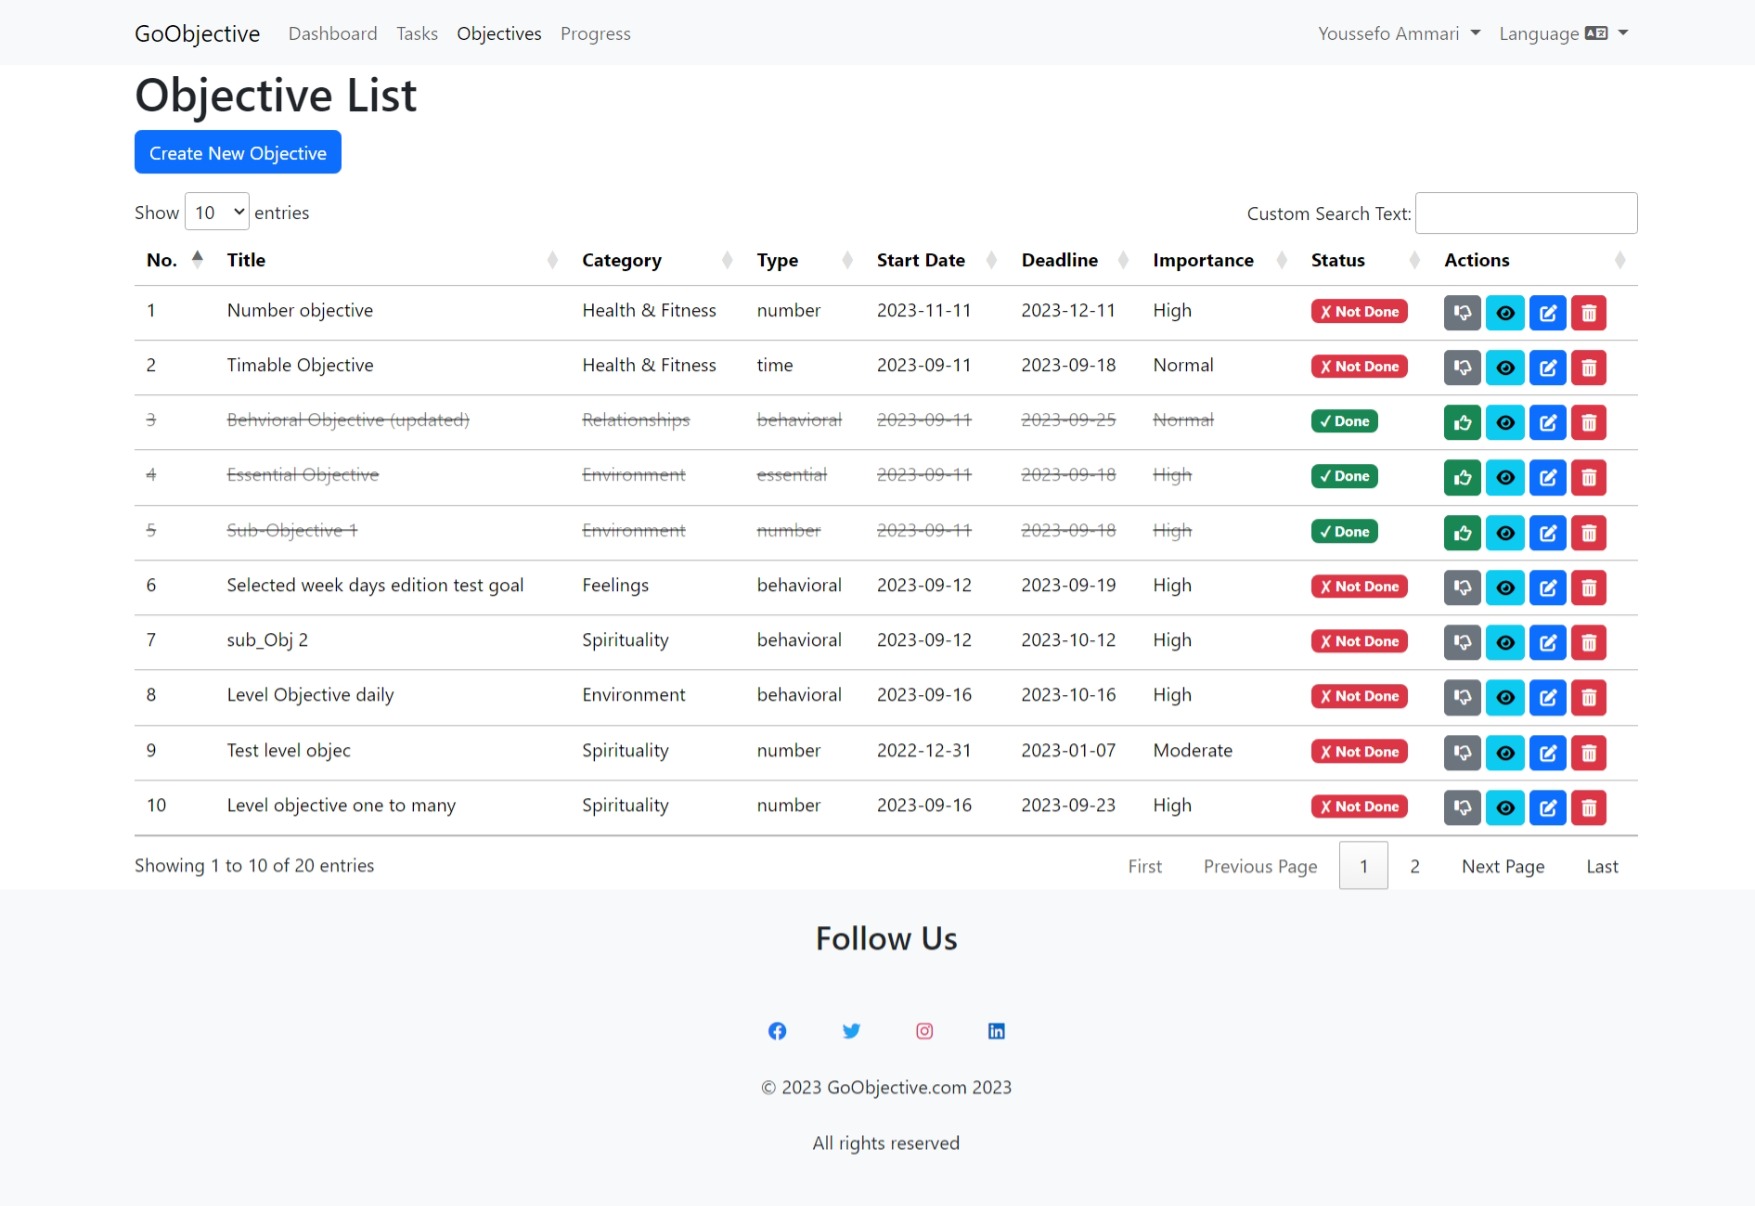 GoObjective Dashboard Tasks Objectives Progress Youssefo Ammari Language
Objective List
Create New Objective
Show 10 entries Custom Search Text:
No. Title Category Type Start Date Deadline Importance Status Actions
1 Number objective Health & Fitness number 2023-11-11 2023-12-11 High ✗ Not Done
2 Timable Objective Health & Fitness time 2023-09-11 2023-09-18 Normal ✗ Not Done
3 Behvioral Objective (updated) Relationships behavioral 2023-09-11 2023-09-25 Normal ✓ Done
4 Essential Objective Environment essential 2023-09-11 2023-09-18 High ✓ Done
5 Sub-Objective 1 Environment number 2023-09-11 2023-09-18 High ✓ Done
6 Selected week days edition test goal Feelings behavioral 2023-09-12 2023-09-19 High ✗ Not Done
7 sub_Obj 2 Spirituality behavioral 2023-09-12 2023-10-12 High ✗ Not Done
8 Level Objective daily Environment behavioral 2023-09-16 2023-10-16 High ✗ Not Done
9 Test level objec Spirituality number 2022-12-31 2023-01-07 Moderate ✗ Not Done
10 Level objective one to many Spirituality number 2023-09-16 2023-09-23 High ✗ Not Done
Showing 1 to 10 of 20 entries First Previous Page 1 2 Next Page Last
Follow Us
© 2023 GoObjective.com 2023
All rights reserved